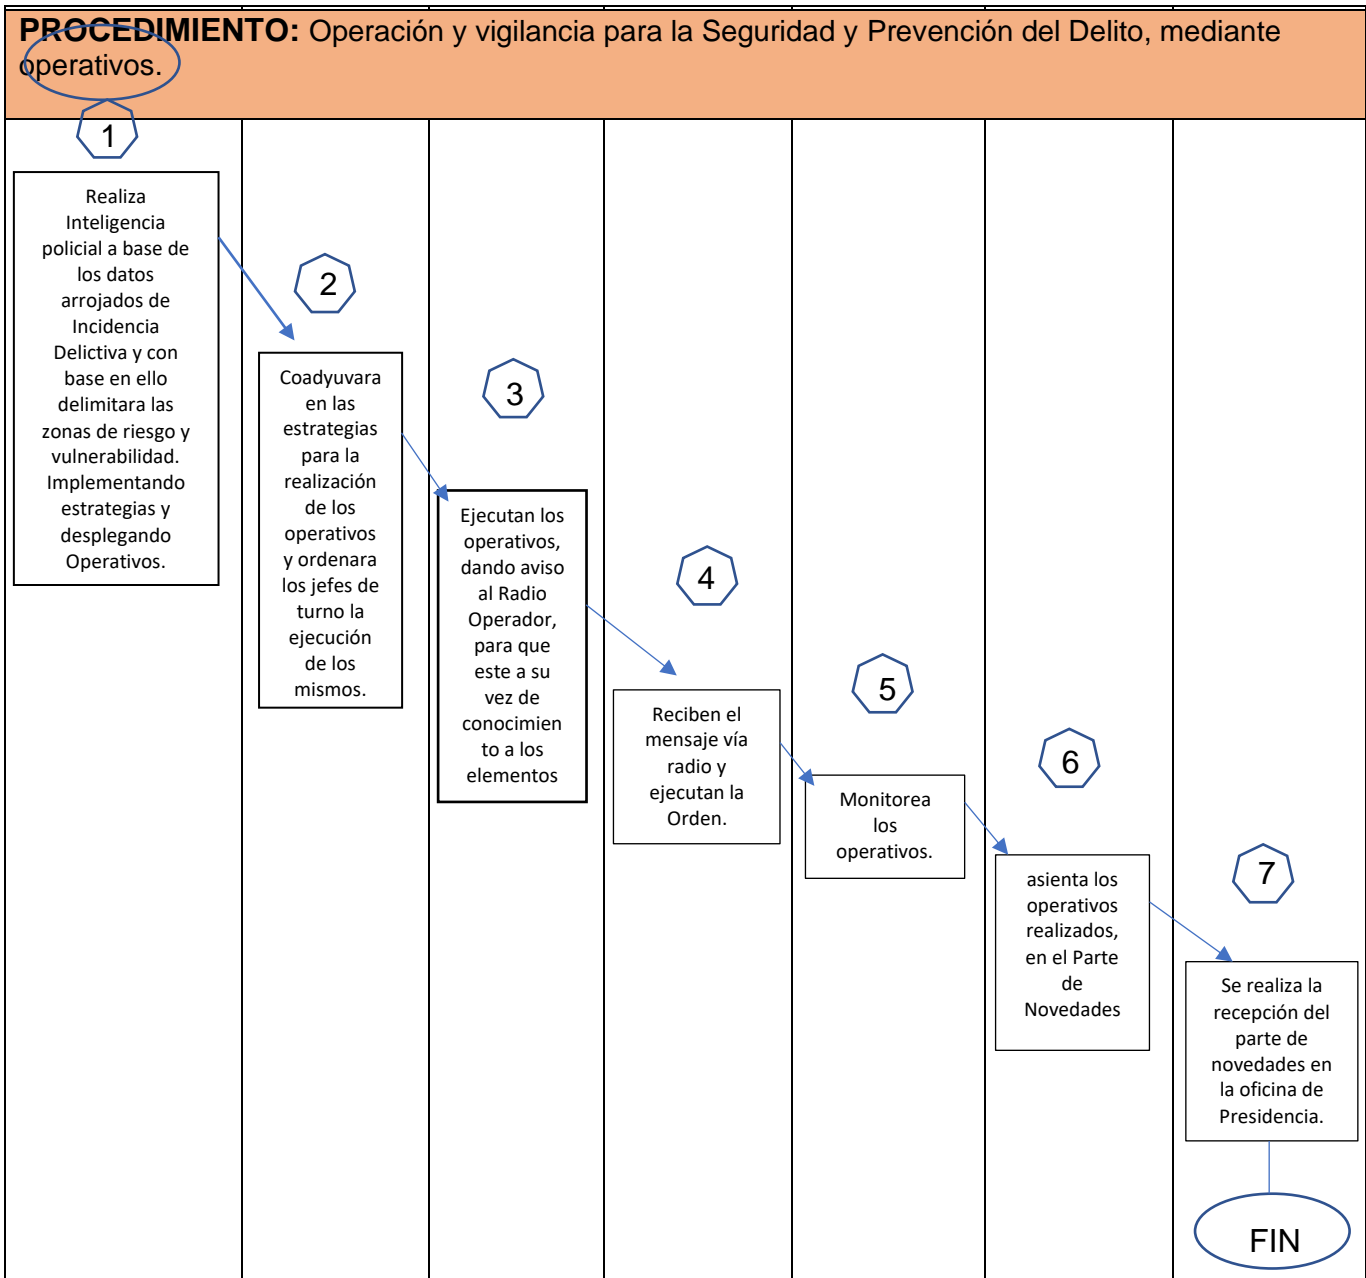 PROCEDIMIENTO: Operación y vigilancia para la Seguridad y Prevención del Delito, mediante
operativos.
1
Realiza
Inteligencia
policial a base de
los datos
arrojados de
Incidencia
Delictiva y con
base en ello
delimitara las
zonas de riesgo y
vulnerabilidad.
Implementando
estrategias y
desplegando
Operativos.
2
Coadyuvara
en las
estrategias
para la
realización
de los
operativos
y ordenara
los jefes de
turno la
ejecución
de los
mismos.
3
Ejecutan los
operativos,
dando aviso
al Radio
Operador,
para que
este a su
vez de
conocimien
to a los
elementos
4
Reciben el
mensaje vía
radio y
ejecutan la
Orden.
5
Monitorea
los
operativos.
6
asienta los
operativos
realizados,
en el Parte
de
Novedades
7
Se realiza la
recepción del
parte de
novedades en
la oficina de
Presidencia.
FIN